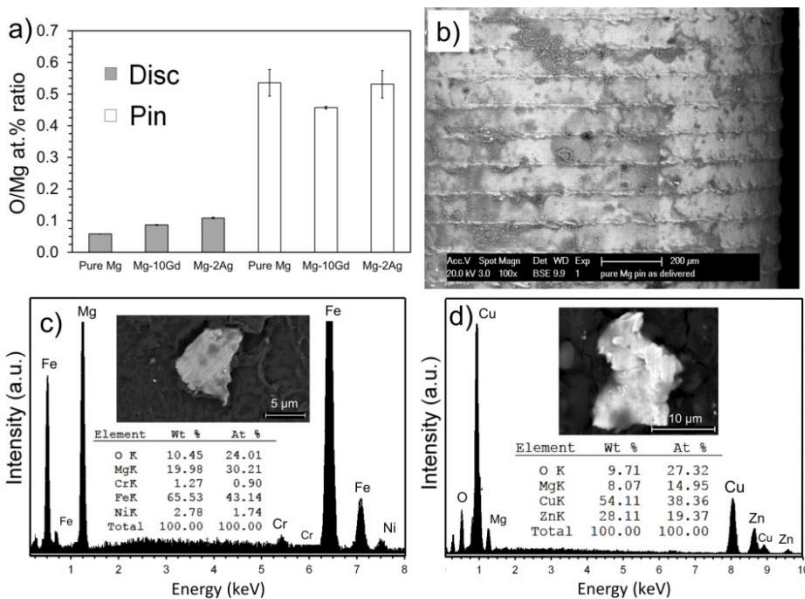 a)
O/Mg at.% ratio
0.7
0.6
0.5
0.4
0.3
0.2
0.1
0.0
Disc
Pin
Pure Mg Mg-10Gd Mg-2Ag Pure Mg Mg-10Gd Mg-2Ag
b)
Acc.V Spot Magn Det WD Exp 200 µm
20.0 kV 3.0 100x BSE 9.9 1 pure Mg pin as delivered
c)
Intensity (a.u.)
Fe
Fe
Mg
5 µm
Element Wt % At %
O K 10.45 24.01
MgK 19.98 30.21
CrK 1.27 0.90
FeK 65.53 43.14
NiK 2.78 1.74
Total 100.00 100.00
Cr
Cr
Fe
Fe
Ni
1 2 3 4 5 6 7 8
Energy (keV)
d)
Intensity (a.u.)
O
Cu
Mg
10 µm
Element Wt % At %
O K 9.71 27.32
MgK 8.07 14.95
CuK 54.11 38.36
ZnK 28.11 19.37
Total 100.00 100.00
Cu
Zn
Cu
Zn
0 1 2 3 4 5 6 7 8 9 10
Energy (keV)